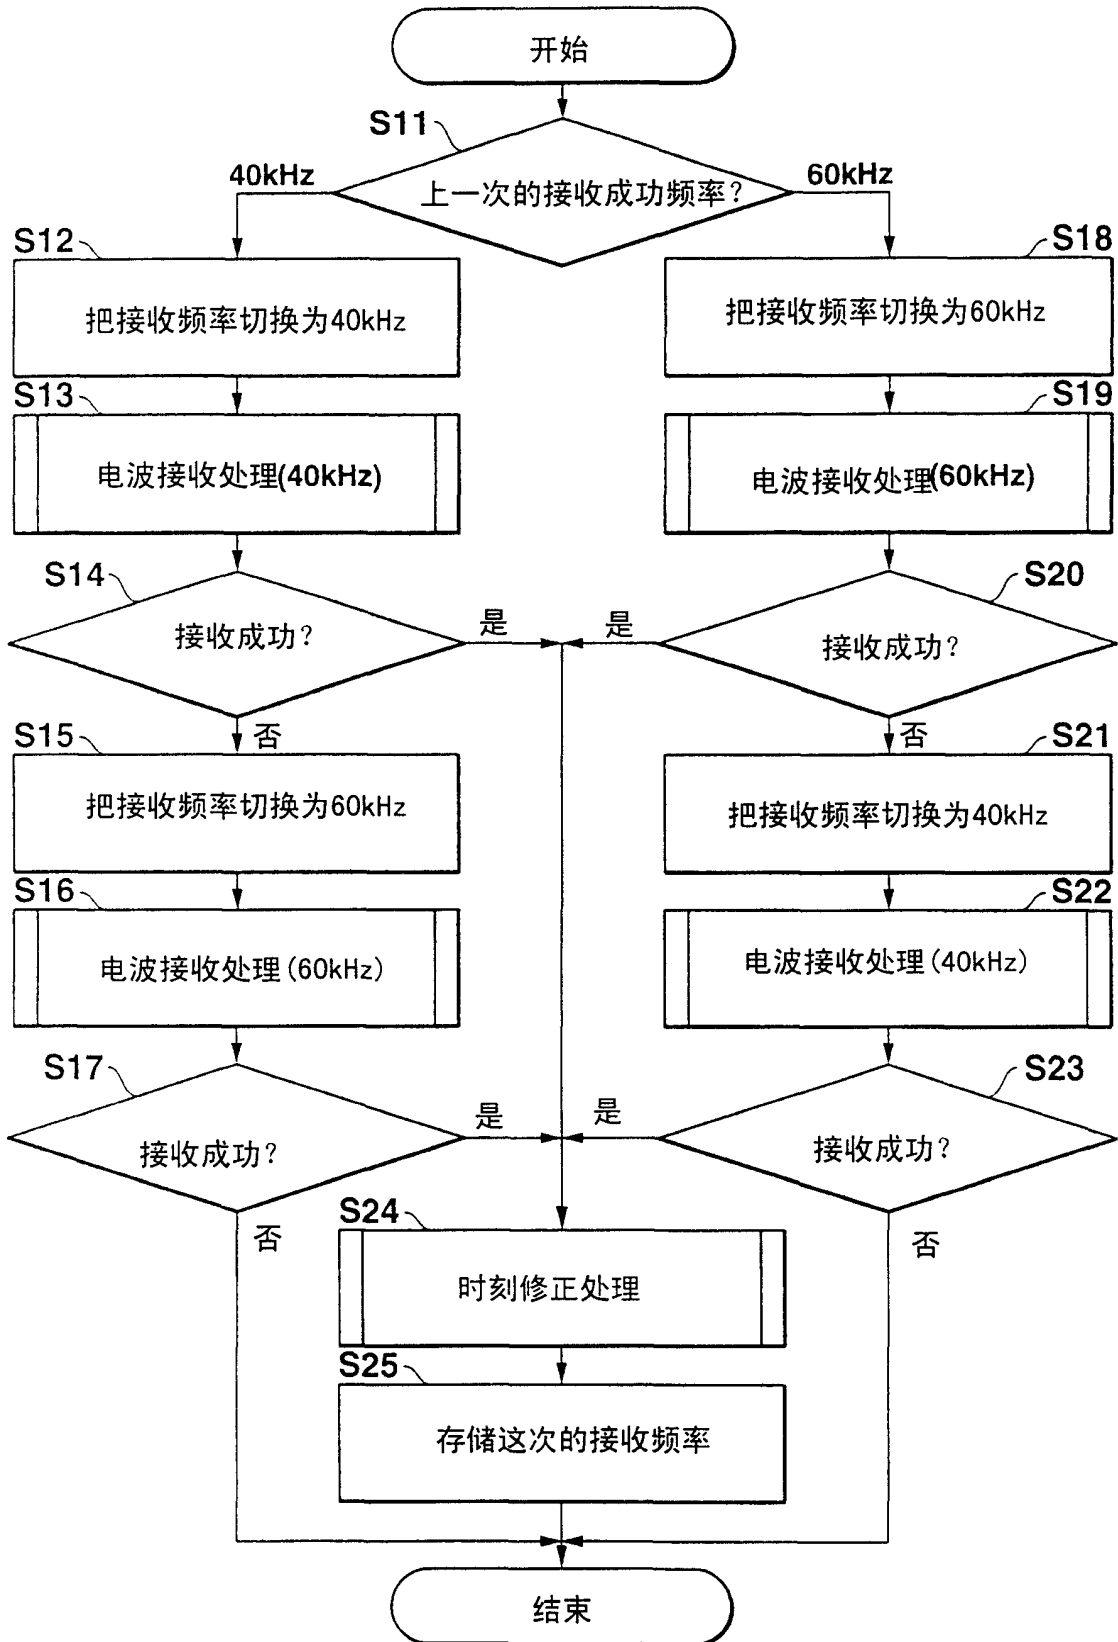 开始
S11
40kHz
上一次的接收成功频率?
60kHz
S12
把接收频率切换为40kHz
S18
把接收频率切换为60kHz
S13
电波接收处理(40kHz)
S19
电波接收处理(60kHz)
S14
接收成功?
是
是
S20
接收成功?
否
否
S15
把接收频率切换为60kHz
S21
把接收频率切换为40kHz
S16
电波接收处理(60kHz)
S22
电波接收处理(40kHz)
S17
接收成功?
是
是
S23
接收成功?
否
否
S24
时刻修正处理
S25
存储这次的接收频率
结束